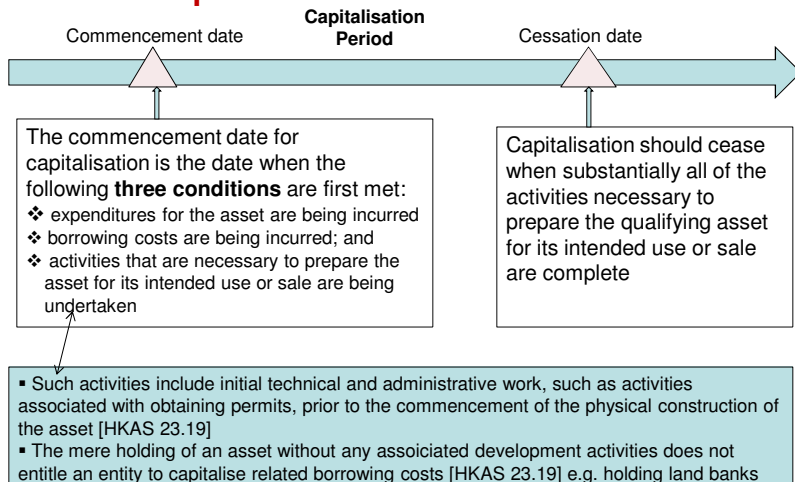 Capitalisation
Commencement date
Period
Cessation date
The commencement date for
capitalisation is the date when the
following three conditions are first met:
❖ expenditures for the asset are being incurred
❖ borrowing costs are being incurred; and
❖ activities that are necessary to prepare the
asset for its intended use or sale are being
undertaken
Capitalisation should cease
when substantially all of the
activities necessary to
prepare the qualifying asset
for its intended use or sale
are complete
▪ Such activities include initial technical and administrative work, such as activities
associated with obtaining permits, prior to the commencement of the physical construction of
the asset [HKAS 23.19]
▪ The mere holding of an asset without any assoiciated development activities does not
entitle an entity to capitalise related borrowing costs [HKAS 23.19] e.g. holding land banks